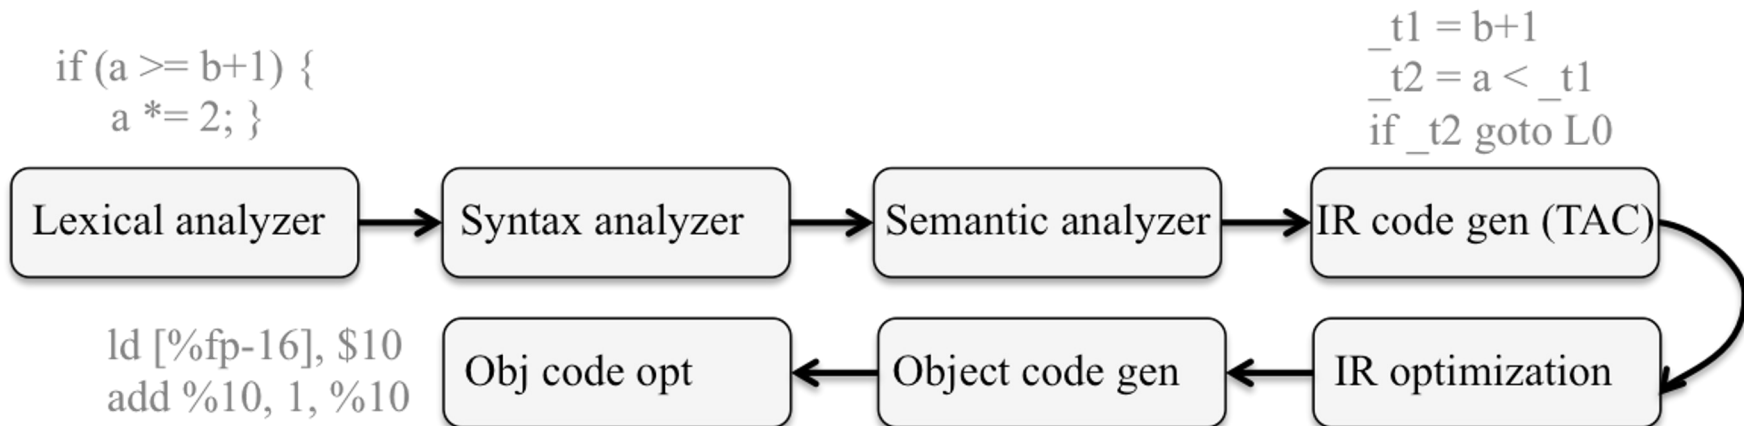 if (a >= b+1) {
a *= 2; }
_t1 = b+1
_t2 = a < _t1
if _t2 goto L0
Lexical analyzer
Syntax analyzer
Semantic analyzer
IR code gen (TAC)
ld [%fp-16], $10
add %10, 1, %10
Obj code opt
Object code gen
IR optimization